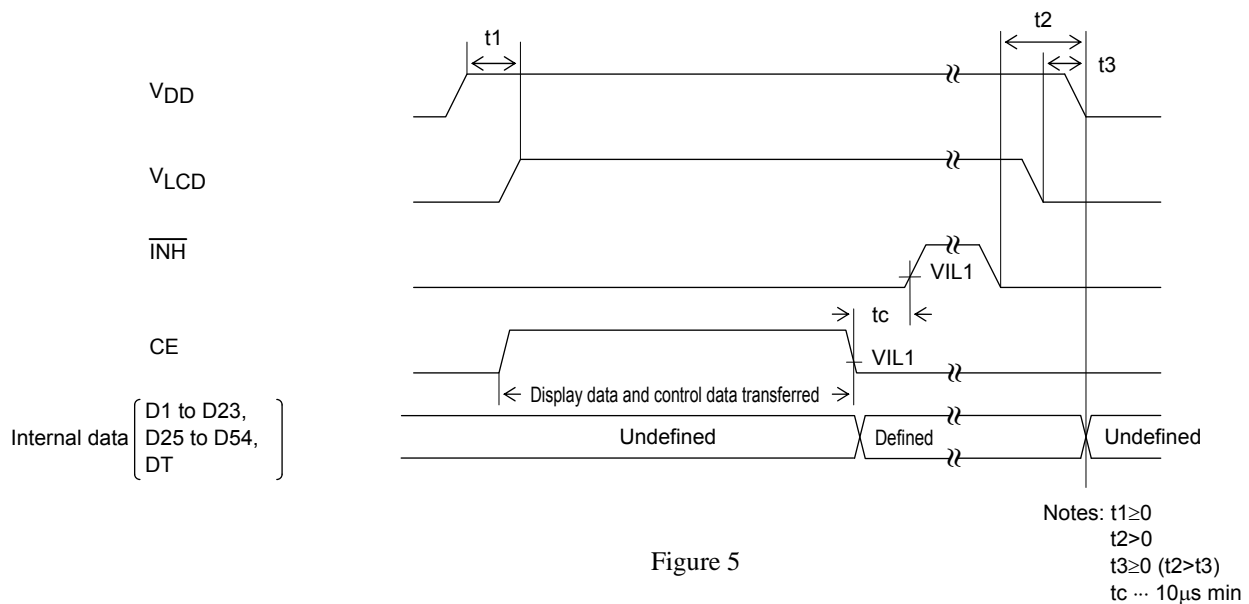 t2
t1
t3
VDD
VLCD
INH
VIL1
tc
CE
VIL1
Display data and control data transferred
Internal data
D1 to D23,
D25 to D54,
DT
Undefined
Defined
Undefined
Notes: t1≥0
t2>0
t3≥0 (t2>t3)
tc ··· 10μs min
Figure 5